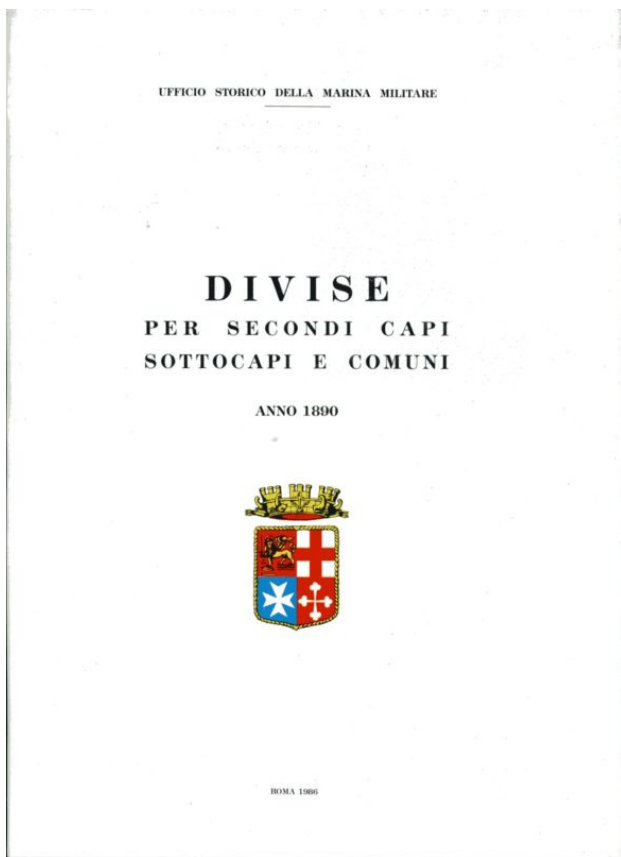 UFFICIO STORICO DELLA MARINA MILITARE
DIVISE
PER SECONDI CAPI
SOTTOCAPI E COMUNI
ANNO 1890
ROMA 1986